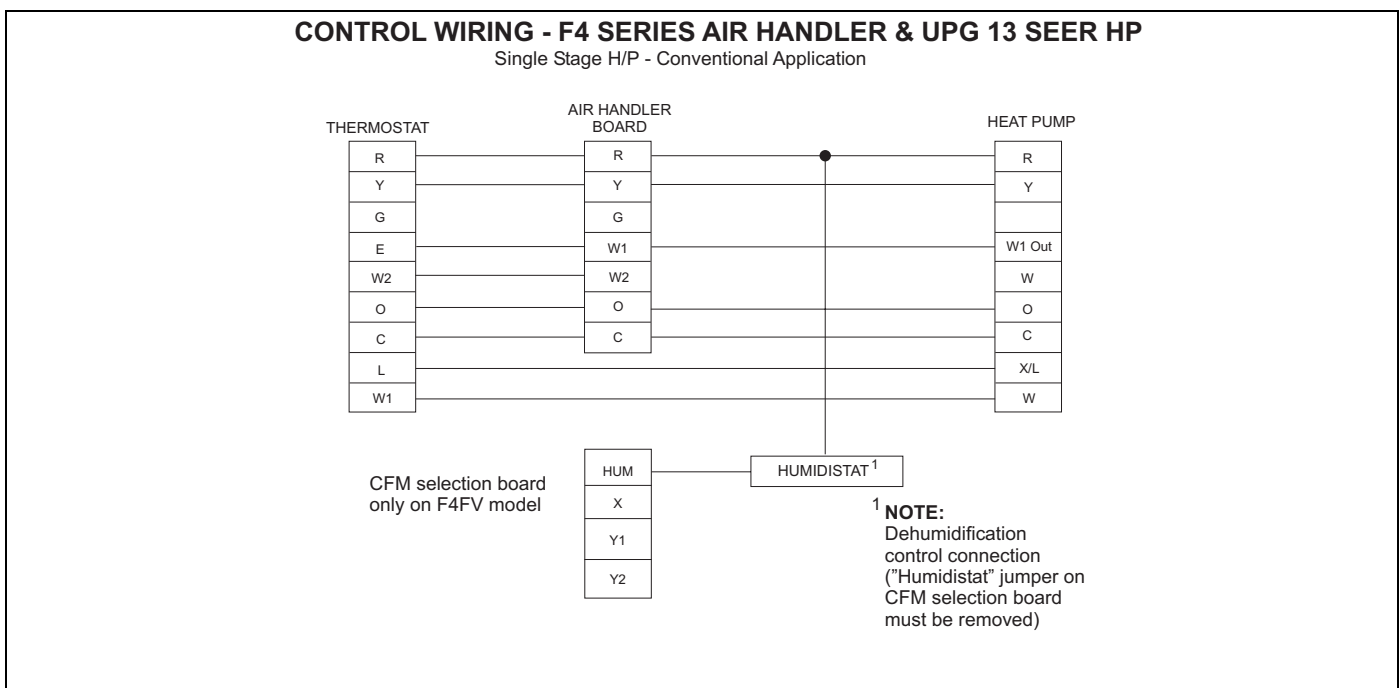 CONTROL WIRING - F4 SERIES AIR HANDLER & UPG 13 SEER HP
Single Stage H/P - Conventional Application
THERMOSTAT
R
Y
G
E
W2
O
C
L
W1
AIR HANDLER
BOARD
R
Y
G
W1
W2
O
C
HEAT PUMP
R
Y
W1 Out
W
O
C
X/L
W
CFM selection board
only on F4FV model
HUM
X
Y1
Y2
HUMIDISTAT 1
1 NOTE:
Dehumidification
control connection
("Humidistat" jumper on
CFM selection board
must be removed)